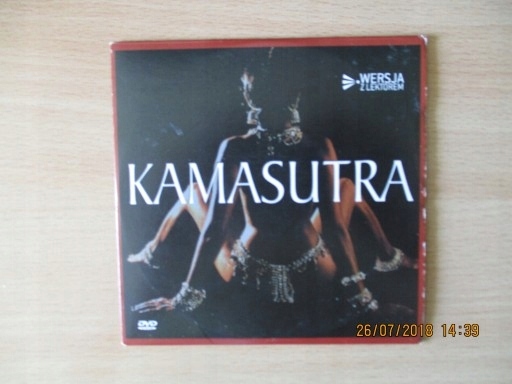 WERSJA
Z LEKTOREM
KAMASUTRA
DVD
26/07/2018 14:39